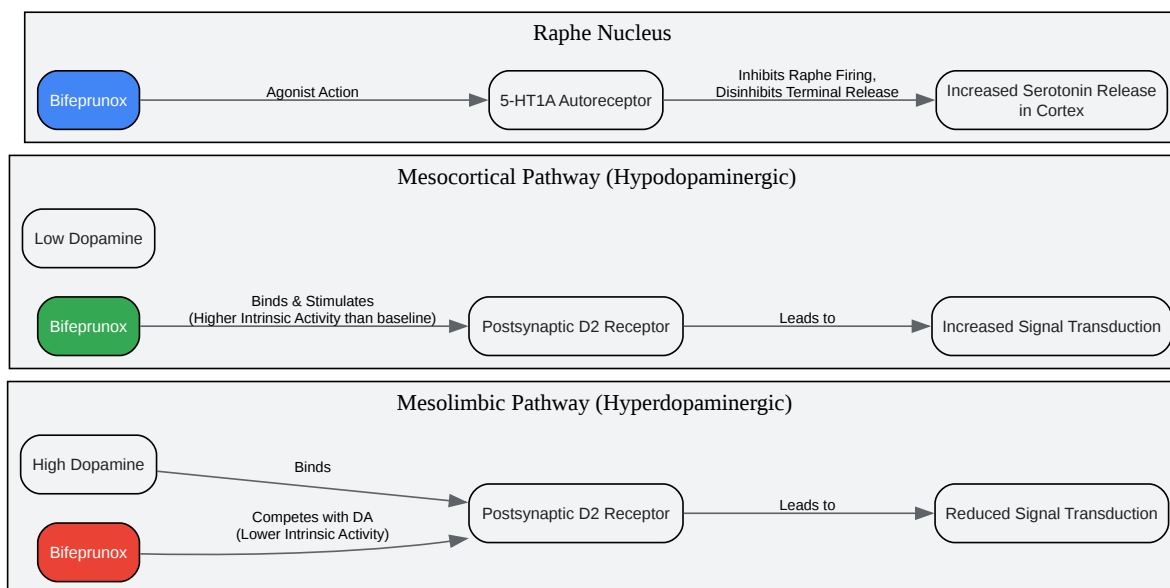 Raphe Nucleus
Bifeprunox
Agonist Action
5-HT1A Autoreceptor
Inhibits Raphe Firing,
Disinhibits Terminal Release
Increased Serotonin Release
in Cortex
Mesocortical Pathway (Hypodopaminergic)
Low Dopamine
Bifeprunox
Binds & Stimulates
(Higher Intrinsic Activity than baseline)
Postsynaptic D2 Receptor
Leads to
Increased Signal Transduction
Mesolimbic Pathway (Hyperdopaminergic)
High Dopamine
Binds
Bifeprunox
Competes with DA
(Lower Intrinsic Activity)
Postsynaptic D2 Receptor
Leads to
Reduced Signal Transduction